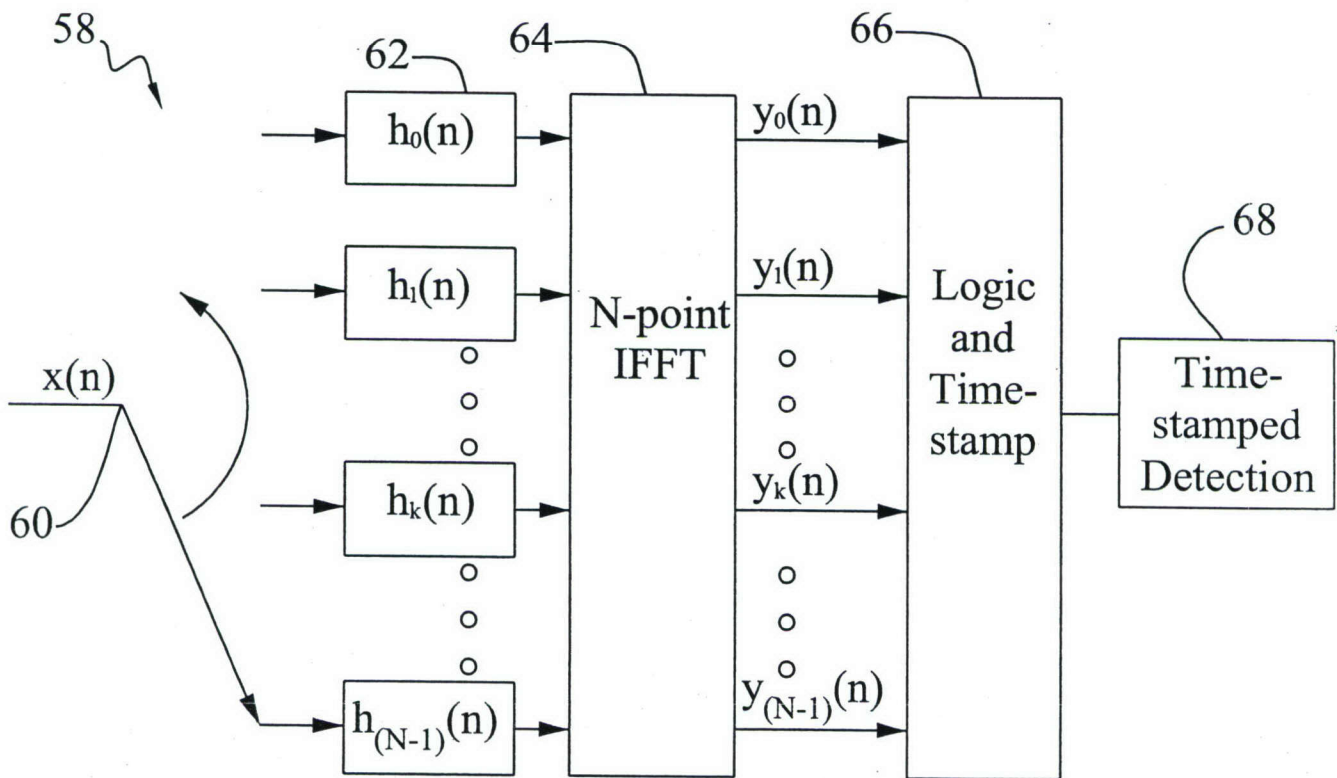 58
62
64
66
h₀(n)
y₀(n)
68
h₁(n)
y₁(n)
Logic
and
Time-
stamp
N-point
IFFT
Time-
stamped
Detection
x(n)
hₖ(n)
yₖ(n)
60
h₍N-1₎(n)
y₍N-1₎(n)